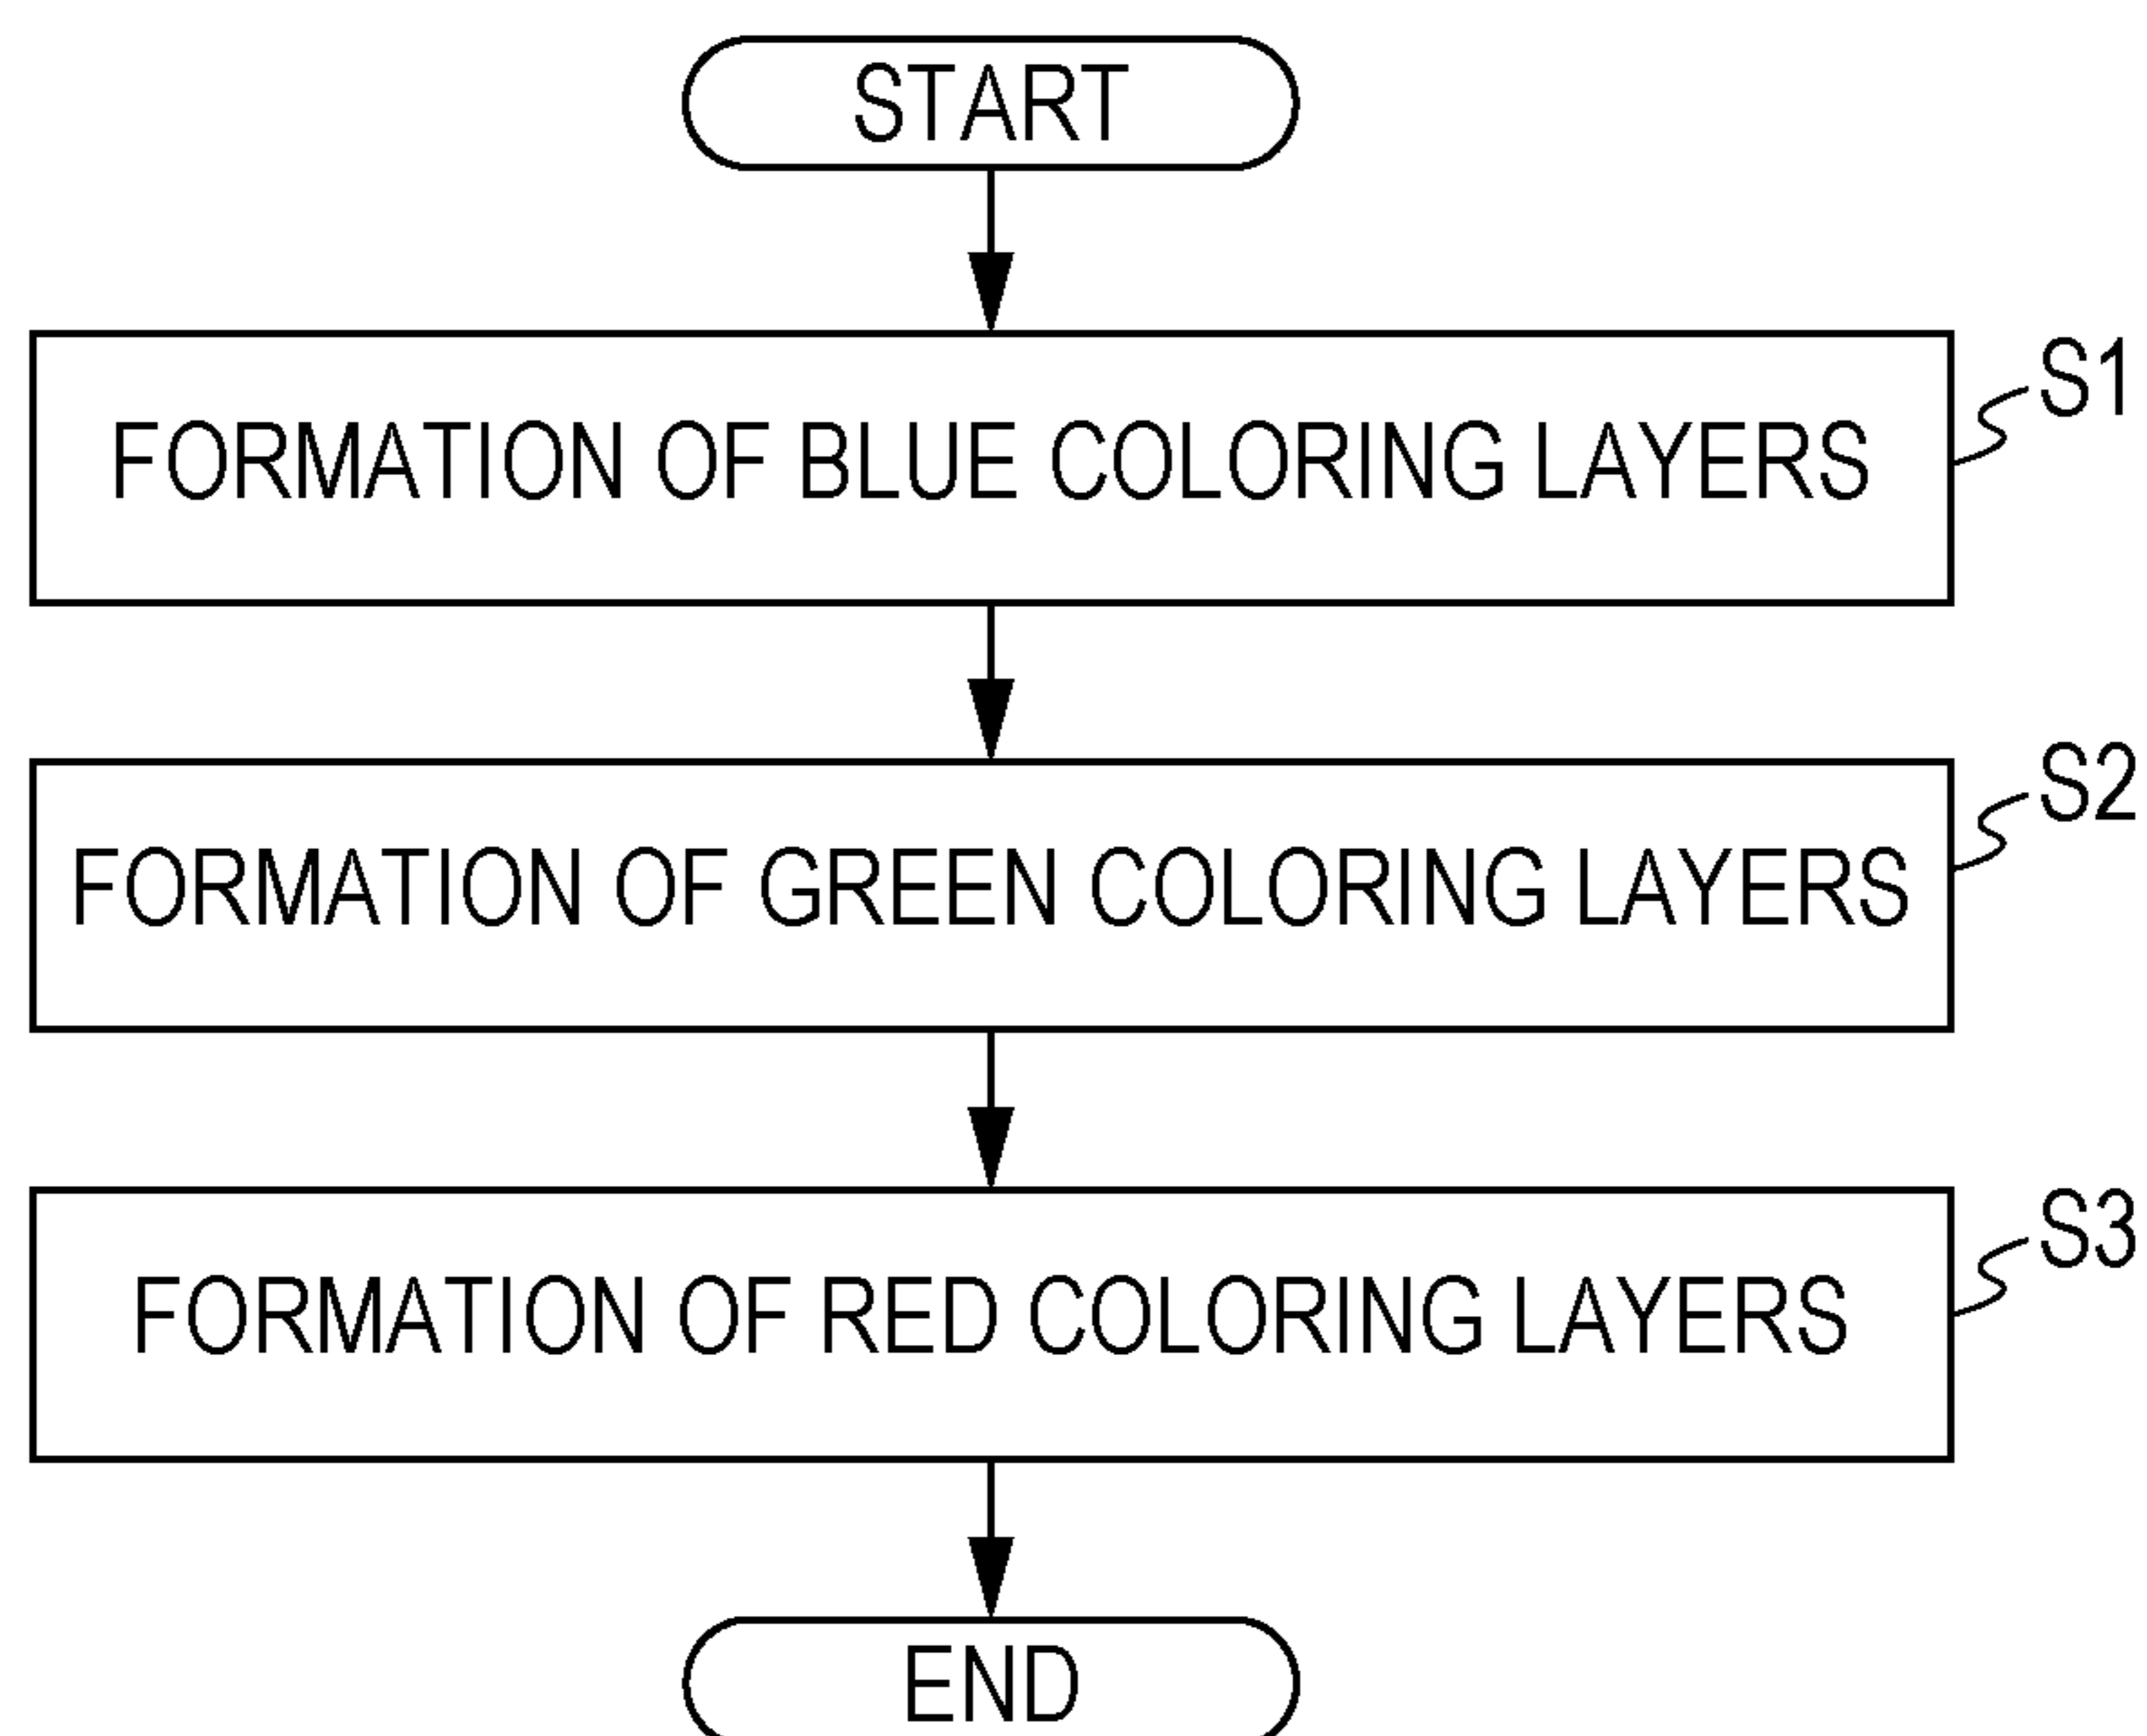 START
FORMATION OF BLUE COLORING LAYERS
S1
FORMATION OF GREEN COLORING LAYERS
S2
FORMATION OF RED COLORING LAYERS
S3
END